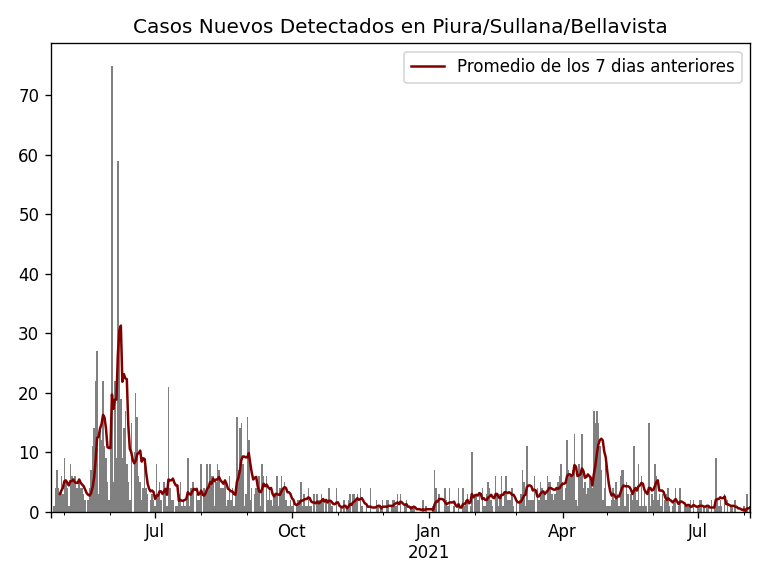 Casos Nuevos Detectados en Piura/Sullana/Bellavista
Promedio de los 7 dias anteriores
70
60
50
40
30
20
10
0
Jul
Oct
Jan
2021
Apr
Jul